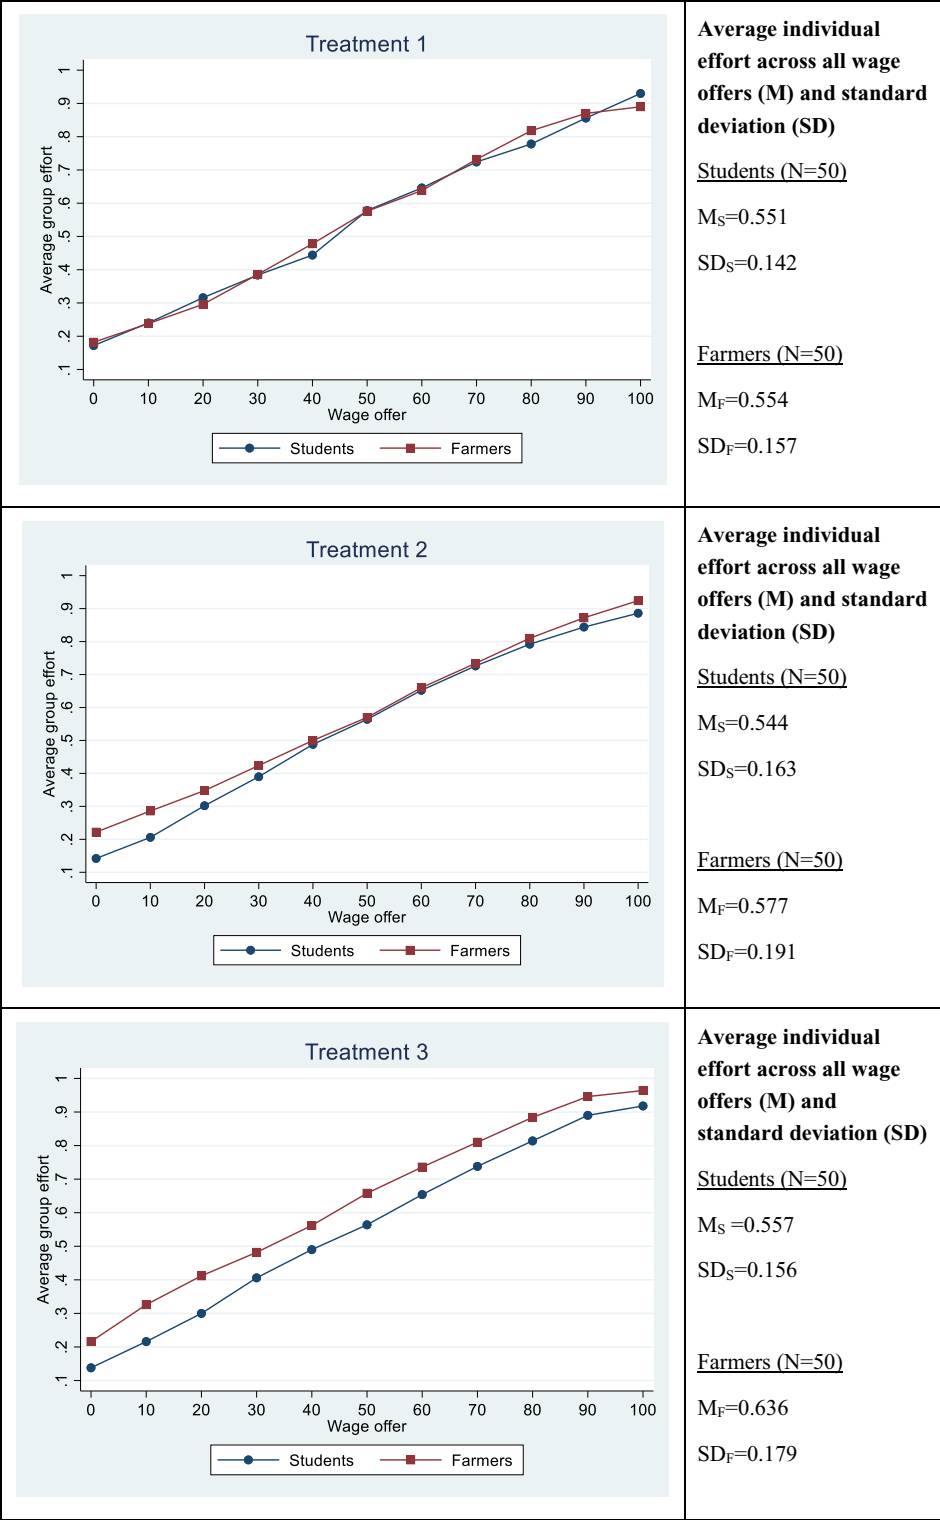 Treatment 1
Average group effort
1
.9
.8
.7
.6
.5
.4
.3
.2
.1
0 10 20 30 40 50 60 70 80 90 100
Wage offer
Students Farmers
Average individual
effort across all wage
offers (M) and standard
deviation (SD)
Students (N=50)
MS=0.551
SDS=0.142
Farmers (N=50)
MF=0.554
SDF=0.157
Treatment 2
Average group effort
1
.9
.8
.7
.6
.5
.4
.3
.2
.1
0 10 20 30 40 50 60 70 80 90 100
Wage offer
Students Farmers
Average individual
effort across all wage
offers (M) and standard
deviation (SD)
Students (N=50)
MS=0.544
SDS=0.163
Farmers (N=50)
MF=0.577
SDF=0.191
Treatment 3
Average group effort
1
.9
.8
.7
.6
.5
.4
.3
.2
.1
0 10 20 30 40 50 60 70 80 90 100
Wage offer
Students Farmers
Average individual
effort across all wage
offers (M) and
standard deviation (SD)
Students (N=50)
MS =0.557
SDS=0.156
Farmers (N=50)
MF=0.636
SDF=0.179